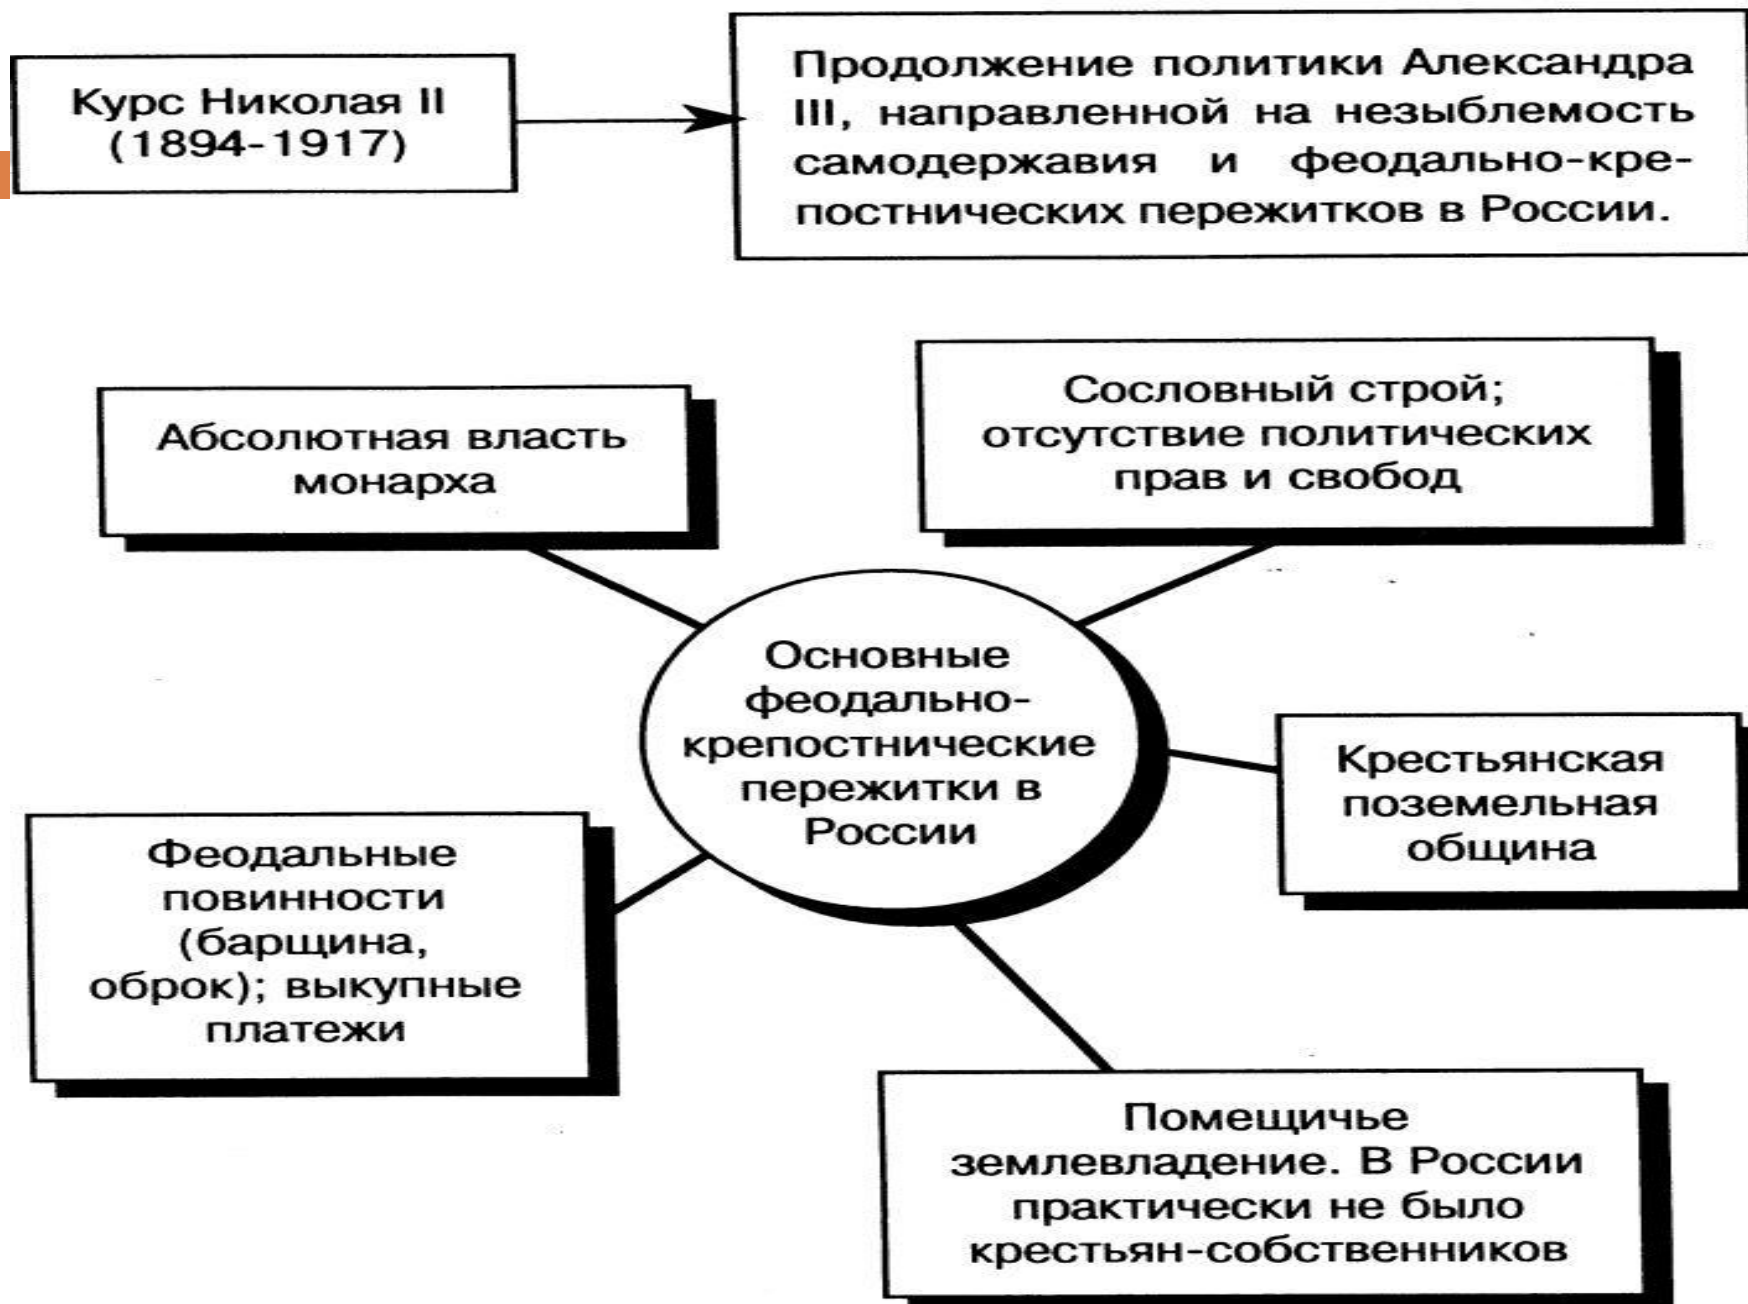 Курс Николая II
(1894-1917)
Продолжение политики Александра
III, направленной на незыблемость
самодержавия и феодально-кре-
постнических пережитков в России.
Абсолютная власть
монарха
Сословный строй;
отсутствие политических
прав и свобод
Основные
феодально-
крепостнические
пережитки в
России
Крестьянская
поземельная
община
Феодальные
повинности
(барщина,
оброк); выкупные
платежи
Помещичье
землевладение. В России
практически не было
крестьян-собственников